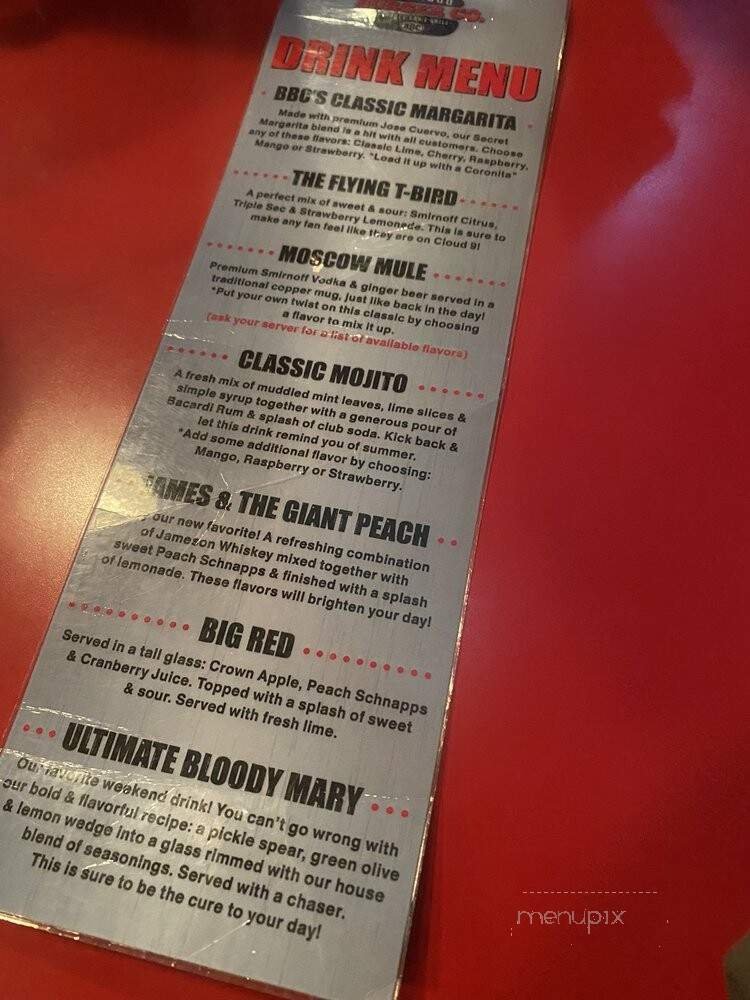 DRINK MENU
BBC'S CLASSIC MARGARITA
Made with premium Jose Cuervo, our Secret
Margarita blend is a hit with all customers. Choose
any of these flavors: Classic Lime, Cherry, Raspberry,
Mango or Strawberry. *Load it up with a Coronita*
THE FLYING T-BIRD
A perfect mix of sweet & sour: Smirnoff Citrus,
Triple Sec & Strawberry Lemonade. This is sure to
make any fan feel like they are on Cloud 9!
MOSCOW MULE
Premium Smirnoff Vodka & ginger beer served in a
traditional copper mug, just like back in the day!
*Put your own twist on this classic by choosing
a flavor to mix it up.
(ask your server for a list of available flavors)
CLASSIC MOJITO
A fresh mix of muddled mint leaves, lime slices &
simple syrup together with a generous pour of
Bacardi Rum & splash of club soda. Kick back &
let this drink remind you of summer.
*Add some additional flavor by choosing:
Mango, Raspberry or Strawberry.
JAMES & THE GIANT PEACH
our new favorite! A refreshing combination
of Jameson Whiskey mixed together with
sweet Peach Schnapps & finished with a splash
of lemonade. These flavors will brighten your day!
BIG RED
Served in a tall glass: Crown Apple, Peach Schnapps
& Cranberry Juice. Topped with a splash of sweet
& sour. Served with fresh lime.
ULTIMATE BLOODY MARY
Our favorite weekend drink! You can't go wrong with
our bold & flavorful recipe: a pickle spear, green olive
& lemon wedge into a glass rimmed with our house
blend of seasonings. Served with a chaser.
This is sure to be the cure to your day!
menupix